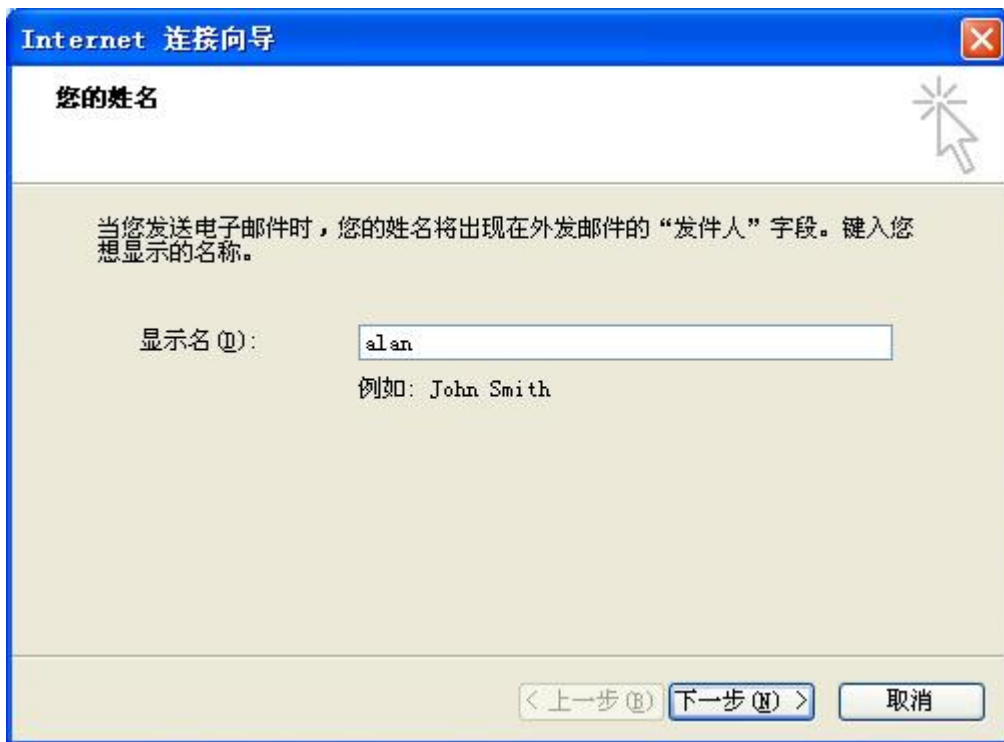 Internet 连接向导
您的姓名
当您发送电子邮件时，您的姓名将出现在外发邮件的“发件人”字段。键入您
想显示的名称。
显示名(D):
alan
例如: John Smith
< 上一步(B) 下一步(N) > 取消